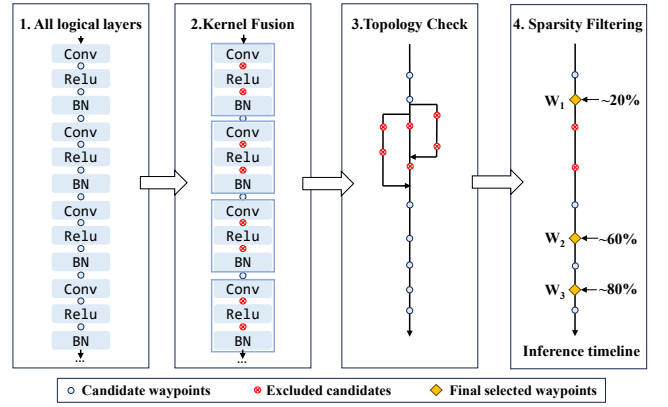 1. All logical layers
Conv
Relu
BN
Conv
Relu
BN
Conv
Relu
BN
Conv
Relu
BN
...
2.Kernel Fusion
Conv
Relu
BN
Conv
Relu
BN
Conv
Relu
BN
Conv
Relu
BN
...
3.Topology Check
4. Sparsity Filtering
W₁ ~20%
W₂ ~60%
W₃ ~80%
Inference timeline
Candidate waypoints
Excluded candidates
Final selected waypoints